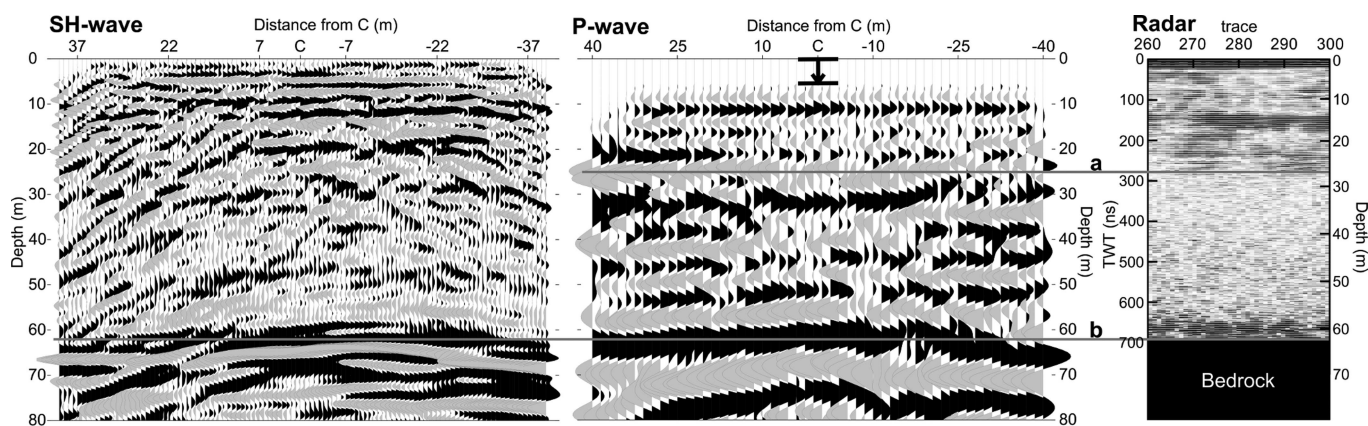 SH-wave
Distance from C (m)
37 22 7 C -7 -22 -37
0
10
20
30
40
50
60
70
80
Depth (m)
P-wave
Distance from C (m)
40 25 10 C -10 -25 -40
0
10
20
30
40
50
60
70
80
Depth (m)
a
b
Radar trace
260 270 280 290 300
0
100
200
300
400
500
600
700
TWT (ns)
0
10
20
30
40
50
60
70
Depth (m)
Bedrock